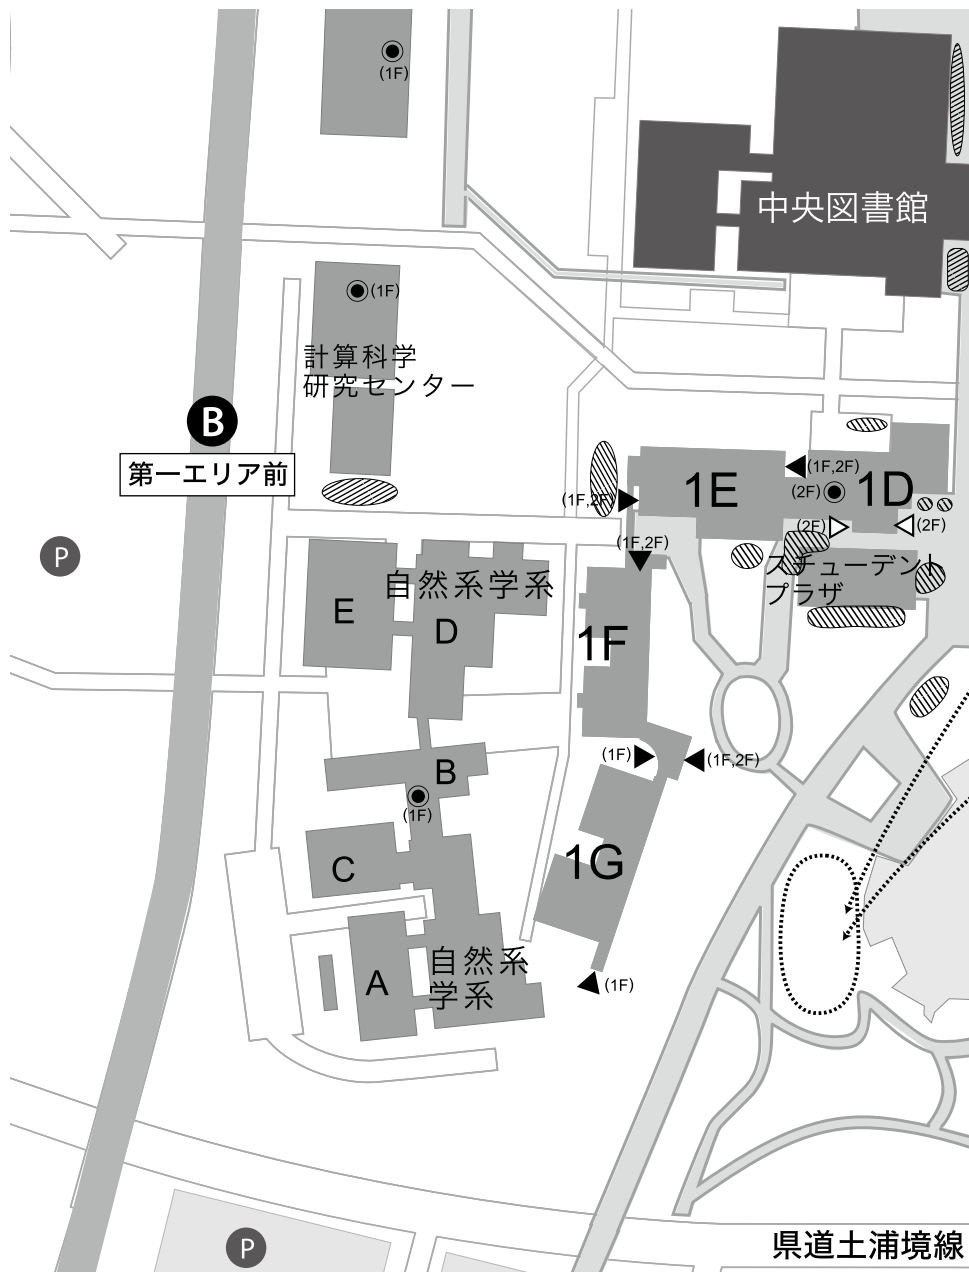 (1F)
中央図書館
(1F)
計算科学
研究センター
B
第一エリア前
(1F,2F)
1E
(2F)
1D
(1F,2F)
(2F)
(2F)
(1F,2F)
P
スチューデント
プラザ
自然系学系
E
D
1F
(1F)
(1F,2F)
B
(1F)
C
1G
自然系
学系
A
(1F)
P
県道土浦境線